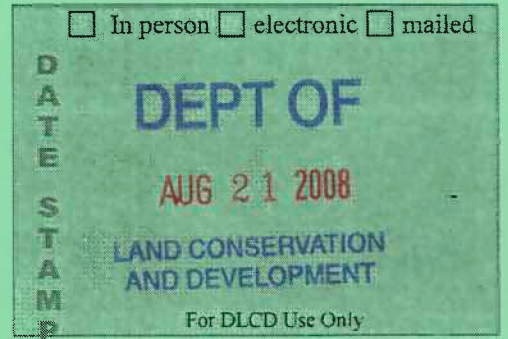 ☐ In person ☐ electronic ☐ mailed
DATE STAMP
DEPT OF
AUG 21 2008
LAND CONSERVATION
AND DEVELOPMENT
For DLCD Use Only